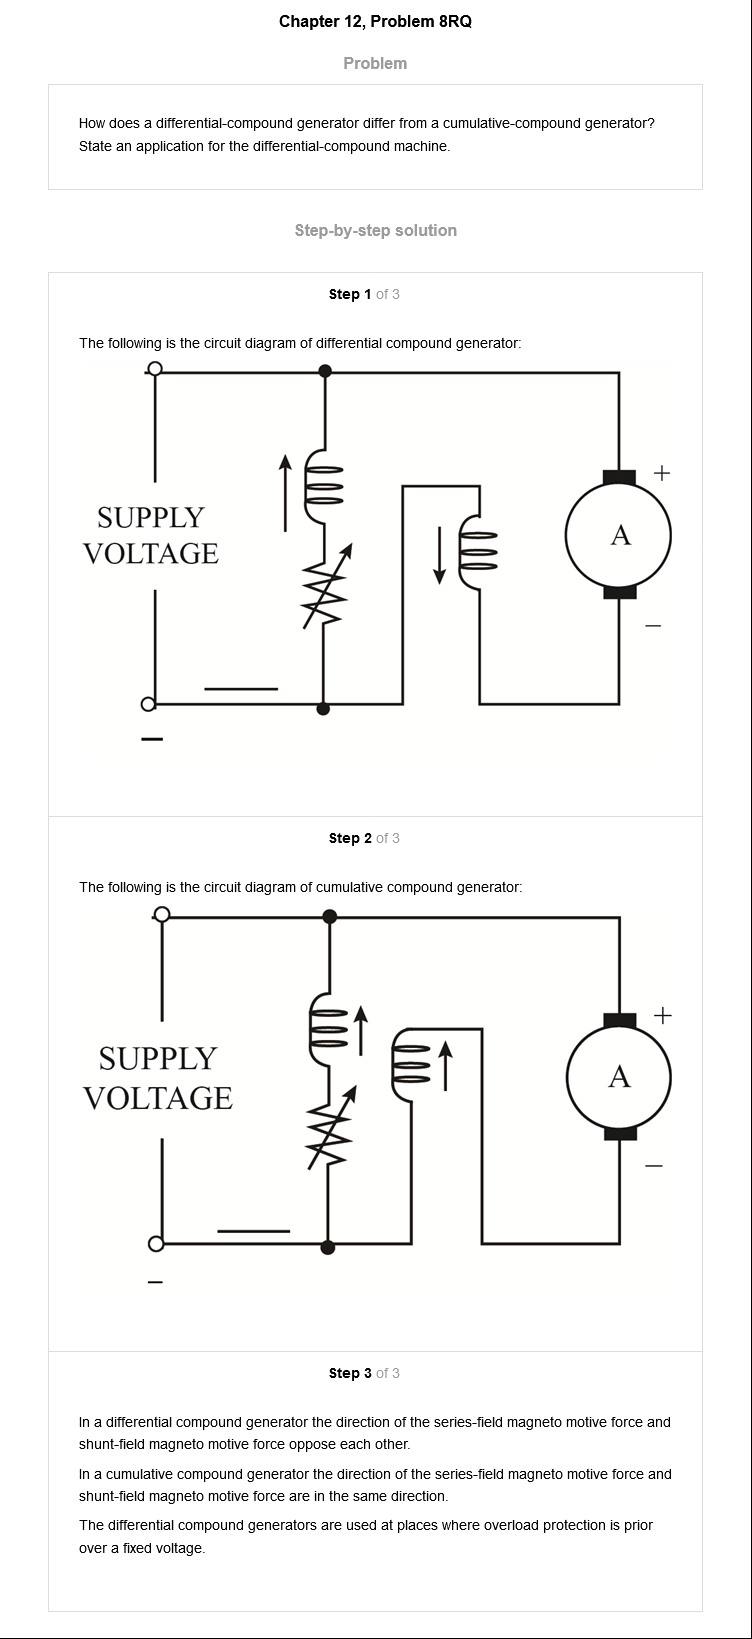 Chapter 12, Problem 8RQ
Problem
How does a differential-compound generator differ from a cumulative-compound generator?
State an application for the differential-compound machine.
Step-by-step solution
Step 1 of 3
The following is the circuit diagram of differential compound generator:
SUPPLY
VOLTAGE
+
A
−
−
Step 2 of 3
The following is the circuit diagram of cumulative compound generator:
SUPPLY
VOLTAGE
+
A
−
−
Step 3 of 3
In a differential compound generator the direction of the series-field magneto motive force and
shunt-field magneto motive force oppose each other.
In a cumulative compound generator the direction of the series-field magneto motive force and
shunt-field magneto motive force are in the same direction.
The differential compound generators are used at places where overload protection is prior
over a fixed voltage.